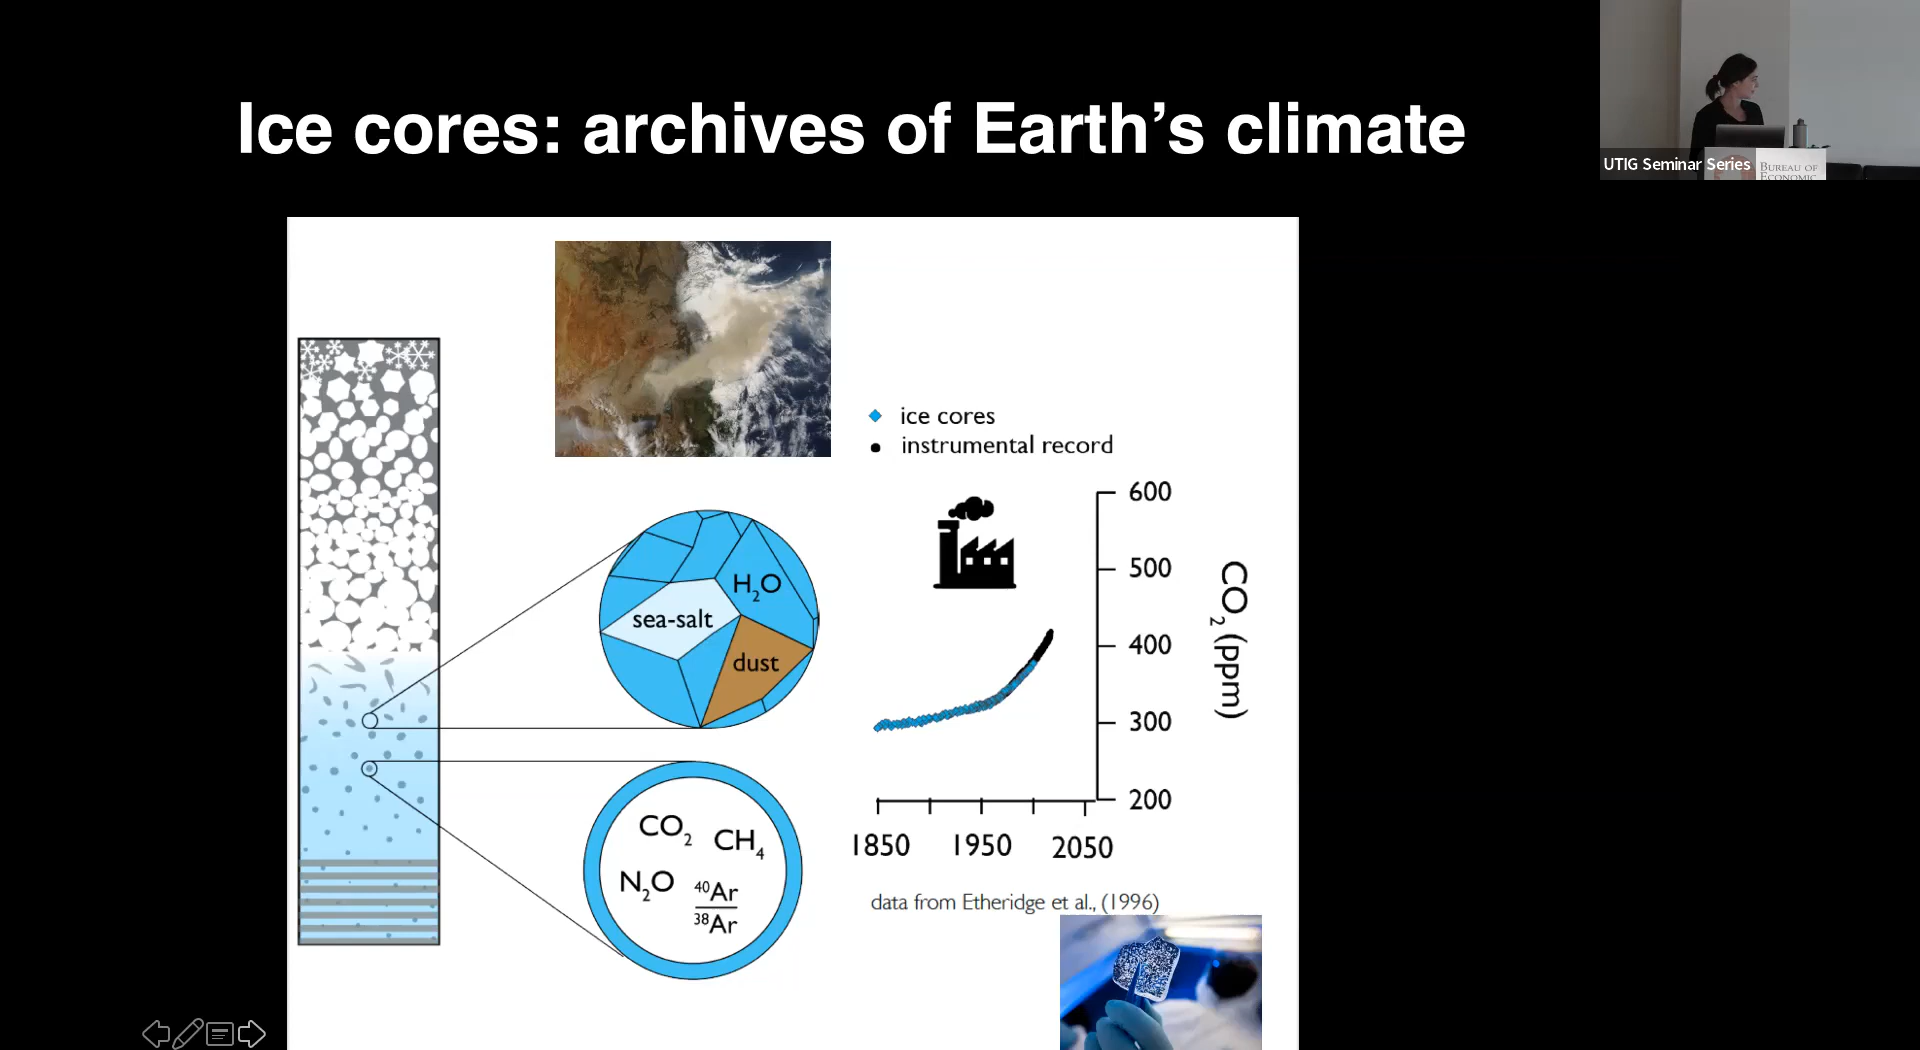 Ice cores: archives of Earth’s climate
UTIG Seminar Series
BUREAU OF
ECONOMIC
ice cores
instrumental record
600
500
400
300
200
CO₂ (ppm)
1850 1950 2050
data from Etheridge et al., (1996)
H₂O
sea-salt
dust
CO₂ CH₄
N₂O
⁴⁰Ar
³⁸Ar